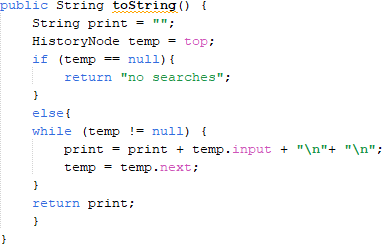 public String toString() {
    String print = "";
    HistoryNode temp = top;
    if (temp == null){
        return "no searches";
    }
    else{
    while (temp != null) {
        print = print + temp.input + "\n"+ "\n";
        temp = temp.next;
    }
    return print;
    }
}